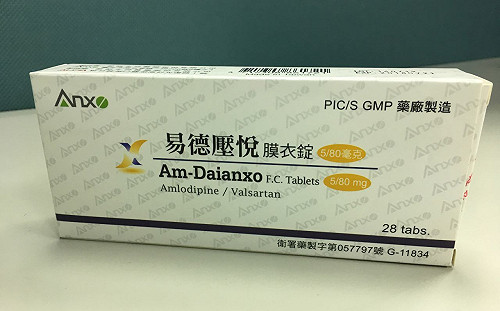 Anxo
PIC/S GMP 藥廠製造
易德壓悅 膜衣錠 5/80毫克
Am-Daianxo F.C. Tablets 5/80 mg
Amlodipine / Valsartan
28 tabs.
衛署藥製字第057797號 G-11834